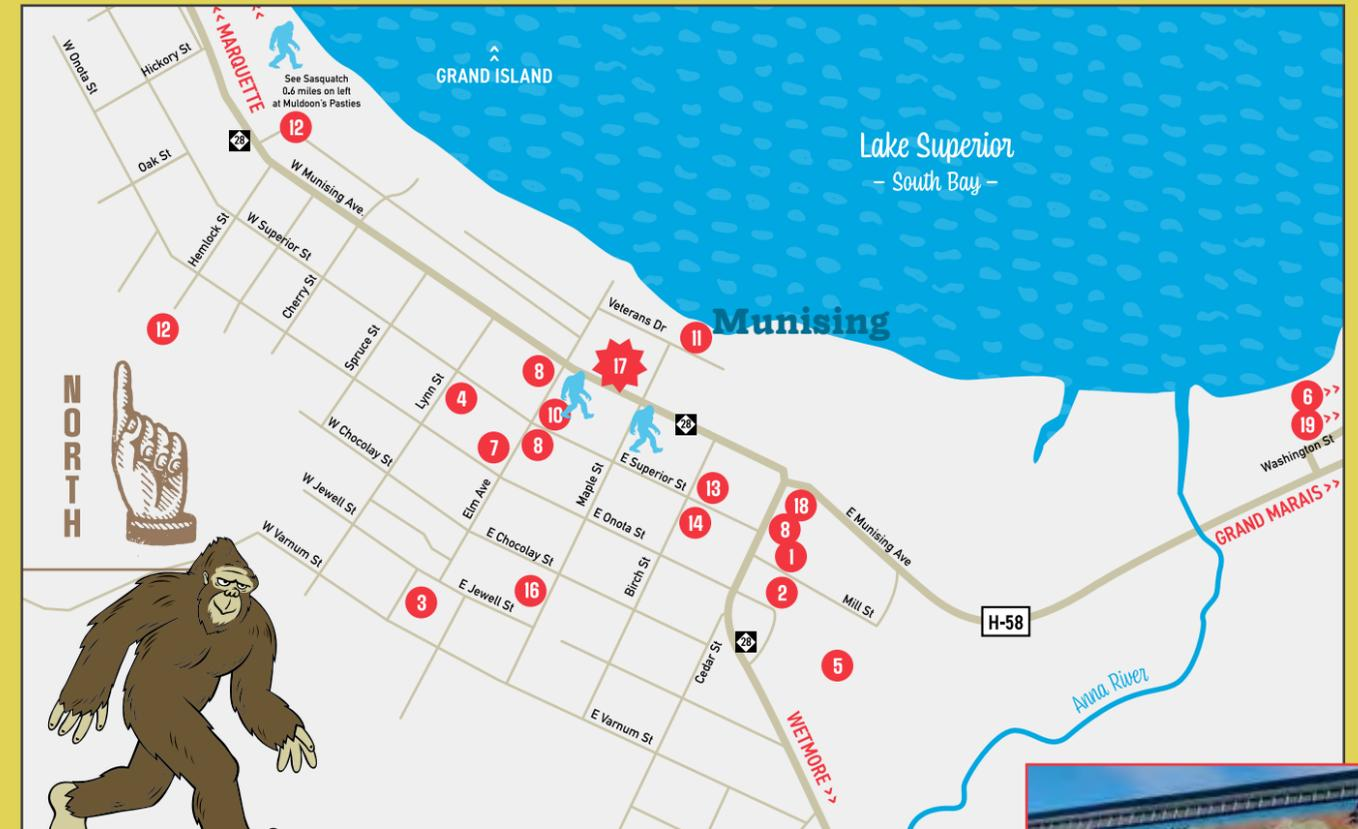 << MARQUETTE
<<
W Onota St
Hickory St
See Sasquatch
0.6 miles on left
at Muldoon's Pasties
GRAND ISLAND
Lake Superior
– South Bay –
12
28
Oak St
W Munising Ave.
Hemlock St
W Superior St
Cherry St
12
Spruce St
Veterans Dr
11
Munising
17
8
Lynn St
4
10
28
6 >>
19 >>
Washington St
GRAND MARAIS >>
NORTH
W Chocolay St
7
8
Maple St
E Superior St
13
Elm Ave
14
18
E Munising Ave
8
1
W Jewell St
E Onota St
W Varnum St
E Chocolay St
Birch St
3
E Jewell St
16
2
Mill St
H-58
Cedar St
28
5
Anna River
E Varnum St
WETMORE >>